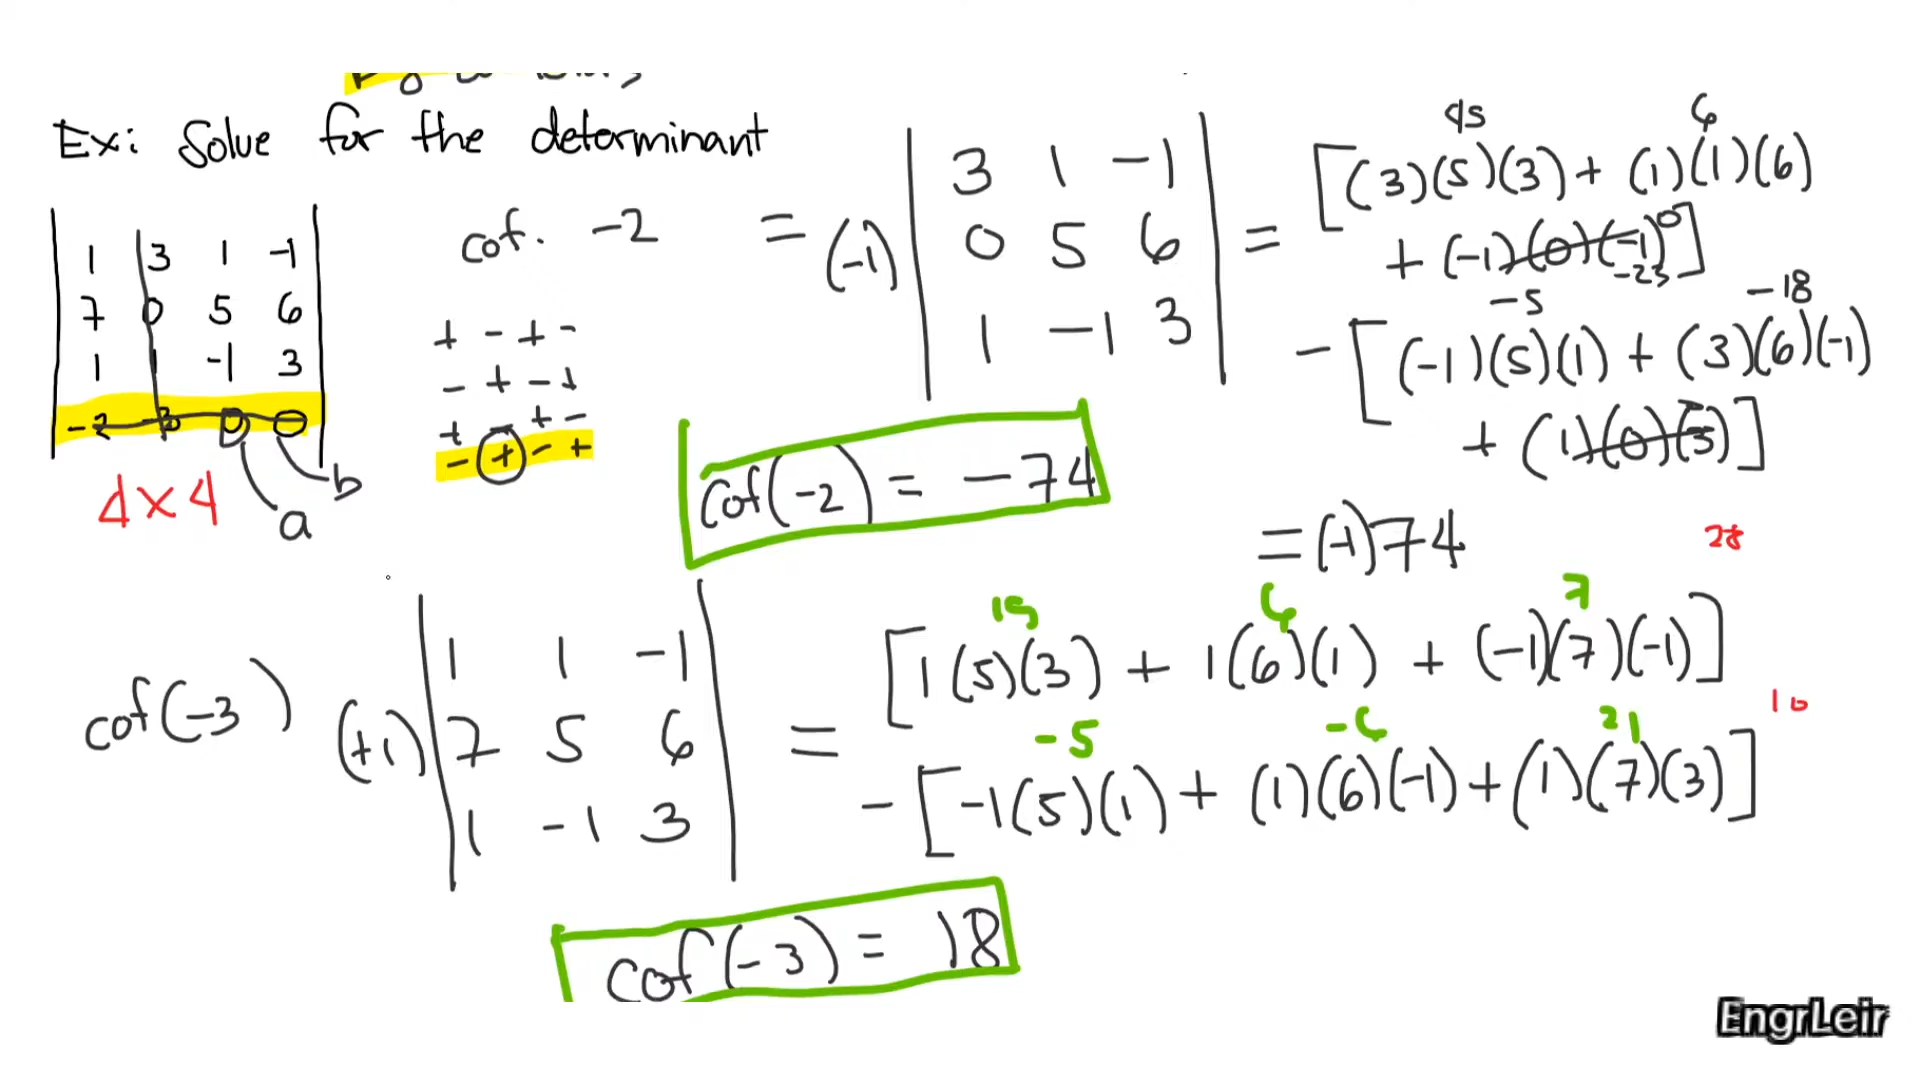 Ex: Solve for the determinant
1 3 1 -1
7 0 5 6
1 1 -1 3
-2 3 0 0
4x4
a
b
cof. -2
+ - + -
- + - +
+ - + -
- + - +
= (-1)
3 1 -1
0 5 6
1 -1 3
=
45 6
[(3)(5)(3) + (1)(1)(6)
+ (-1)(0)(-1)] 0
-23
-5 -18
- [(-1)(5)(1) + (3)(6)(-1)
+ (1)(0)(3)]
= (-1)74
cof(-2) = -74
cof(-3) (+1)
1 1 -1
7 5 6
1 -1 3
=
28
15 6 7
[1(5)(3) + 1(6)(1) + (-1)(7)(-1)]
10
-5 -6 21
- [-1(5)(1) + (1)(6)(-1) + (1)(7)(3)]
cof(-3) = 18
EngrLeir